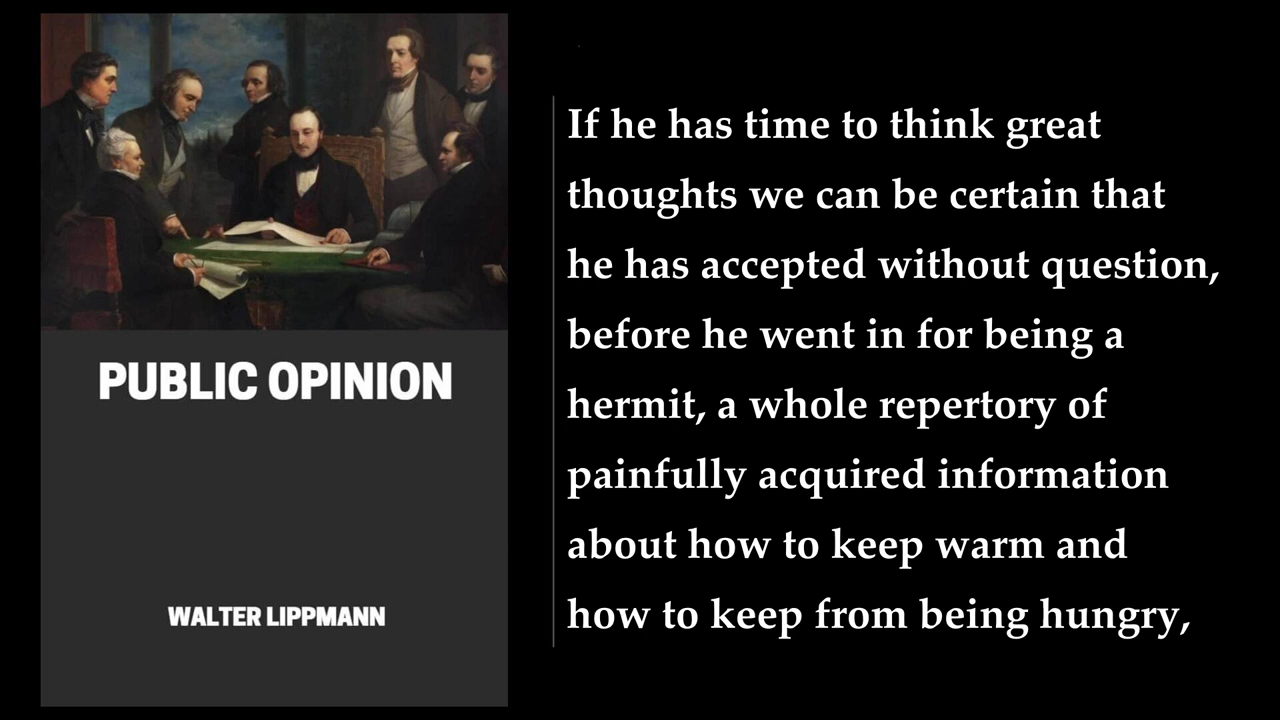 PUBLIC OPINION
WALTER LIPPMANN
If he has time to think great
thoughts we can be certain that
he has accepted without question,
before he went in for being a
hermit, a whole repertory of
painfully acquired information
about how to keep warm and
how to keep from being hungry,